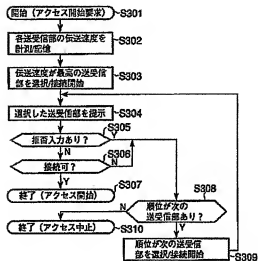 開始(アクセス開始要求)
S301
各送受信部の伝送速度を
計測/記憶
S302
伝送速度が最高の送受信
部を選択/接続開始
S303
選択した送受信部を提示
S304
S305
拒否入力あり?
Y
N
S306
接続可?
N
Y
S307
終了(アクセス開始)
S308
順位が次の
送受信部あり?
N
Y
終了(アクセス中止)
S310
順位が次の送受信
部を選択/接続開始
S309